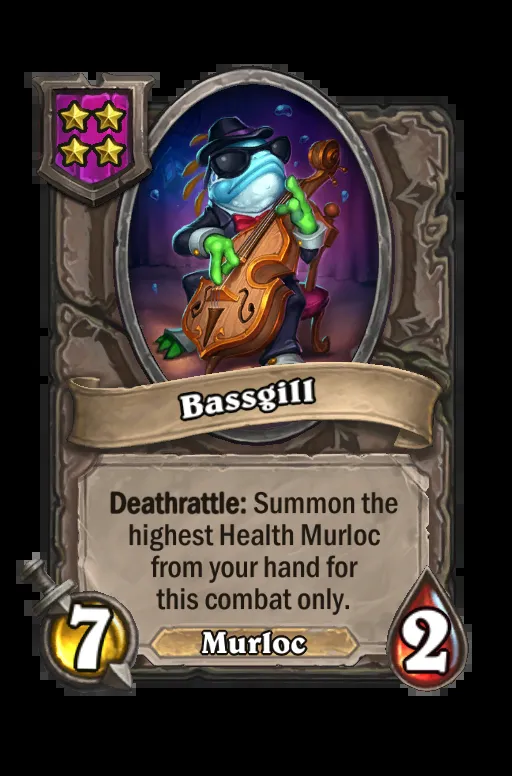 Bassgill
Deathrattle: Summon the
highest Health Murloc
from your hand for
this combat only.
7
Murloc
2